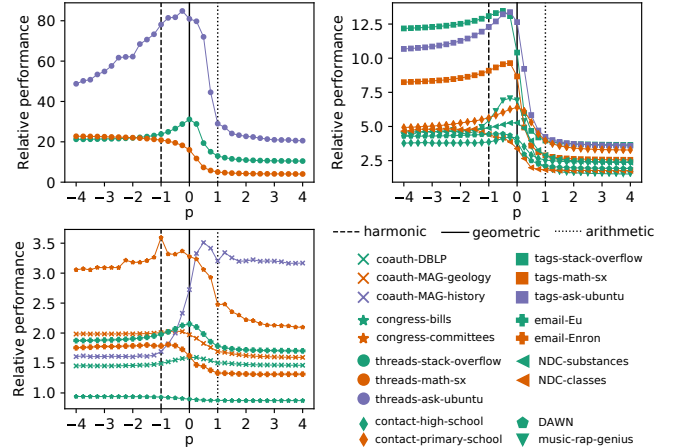 Relative performance
80
60
40
20
0
−4 −3 −2 −1 0 1 2 3 4
p
Relative performance
12.5
10.0
7.5
5.0
2.5
−4 −3 −2 −1 0 1 2 3 4
p
Relative performance
3.5
3.0
2.5
2.0
1.5
1.0
−4 −3 −2 −1 0 1 2 3 4
p
harmonic geometric arithmetic
coauth-DBLP
coauth-MAG-geology
coauth-MAG-history
congress-bills
congress-committees
threads-stack-overflow
threads-math-sx
threads-ask-ubuntu
contact-high-school
contact-primary-school
tags-stack-overflow
tags-math-sx
tags-ask-ubuntu
email-Eu
email-Enron
NDC-substances
NDC-classes
DAWN
music-rap-genius